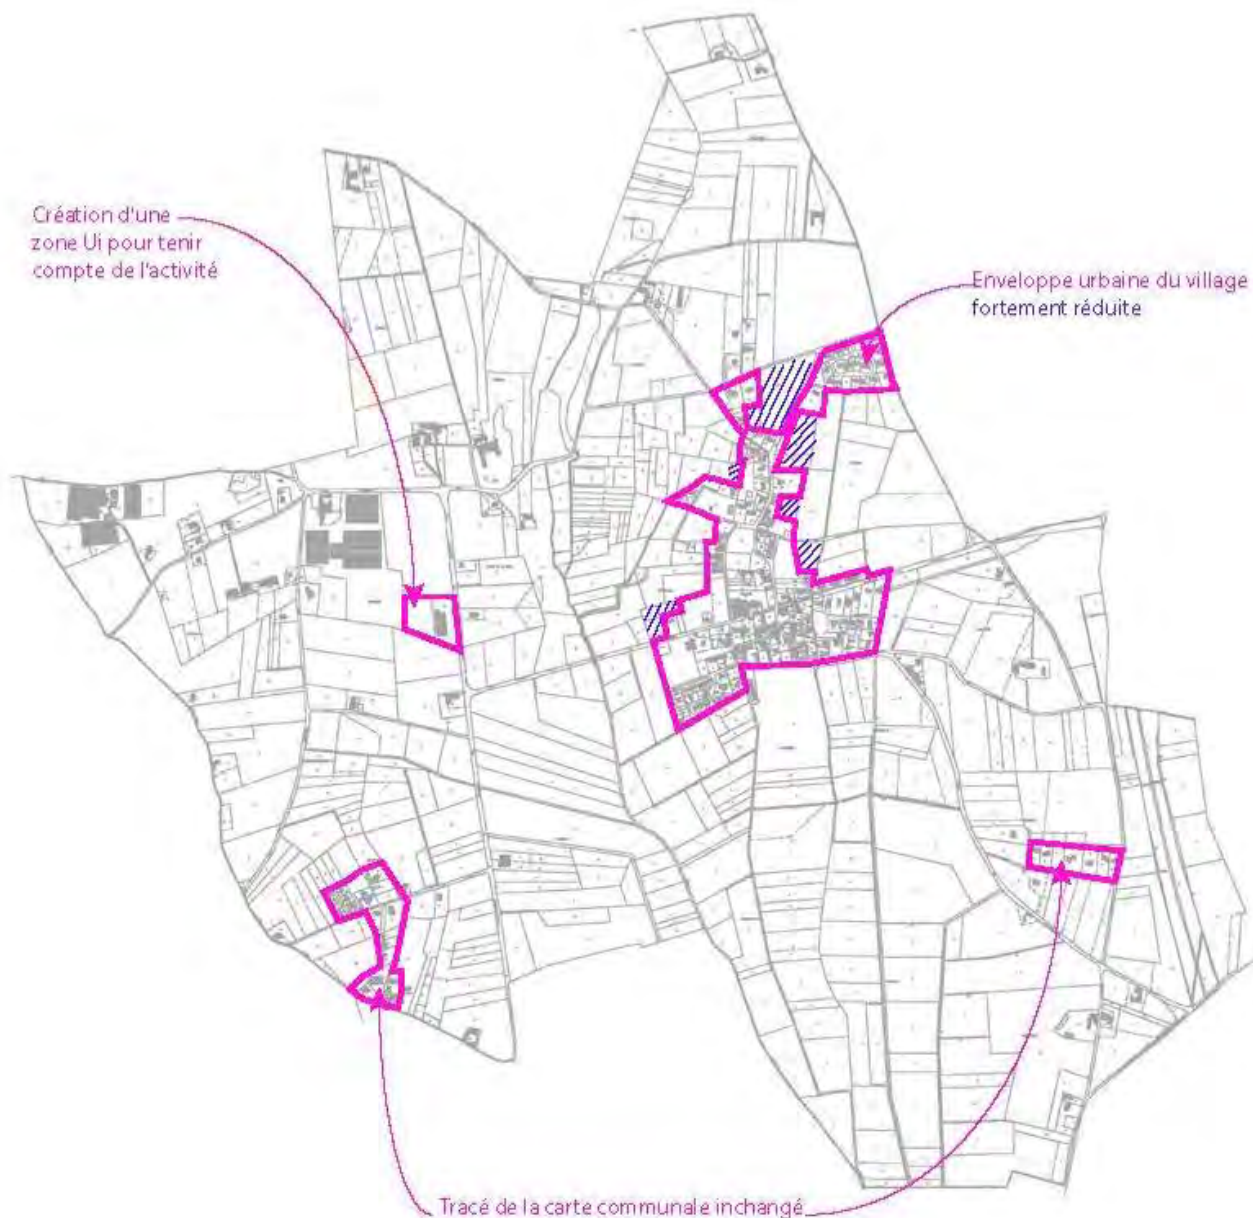 Création d'une
zone Ui pour tenir
compte de l'activité
Enveloppe urbaine du village
fortement réduite
Tracé de la carte communale inchangé